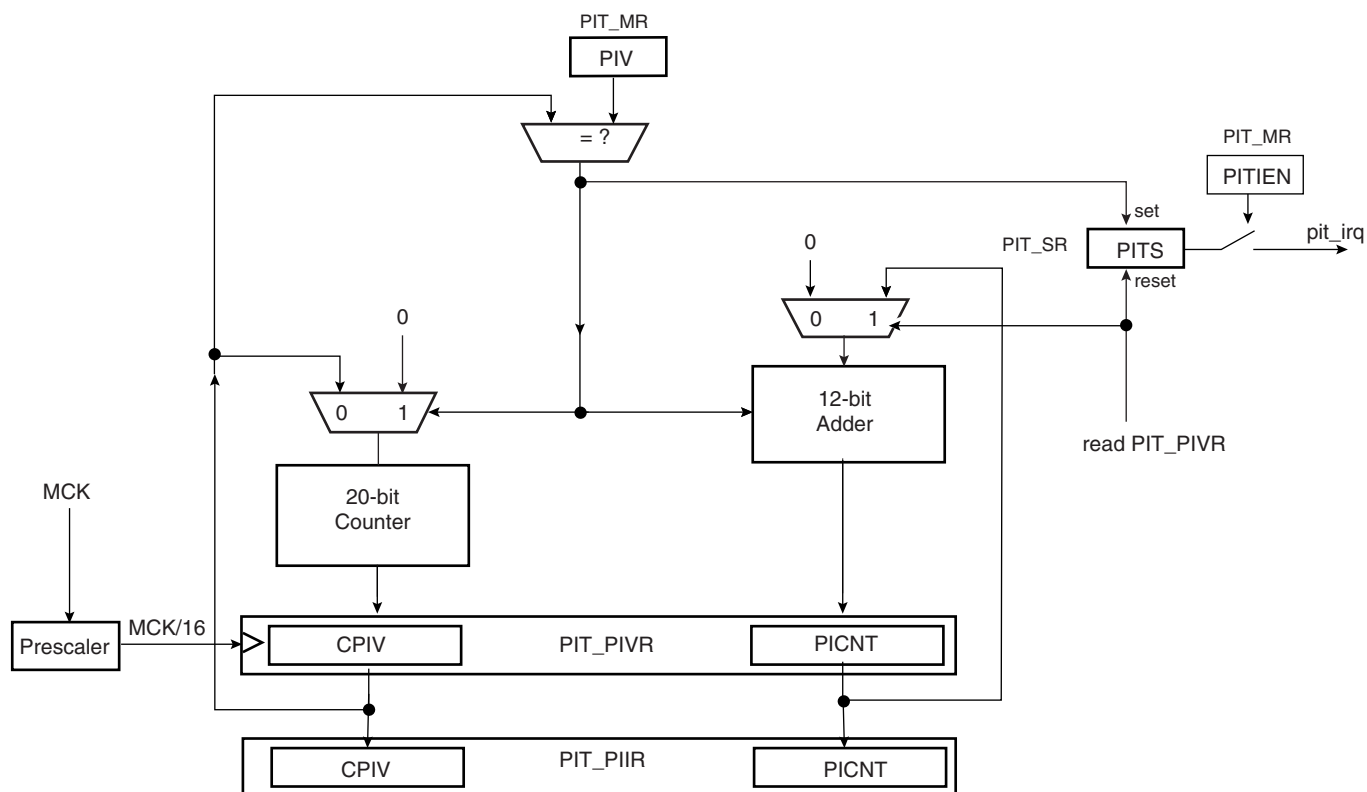 PIT_MR
PIV
= ?
PIT_MR
PITIEN
set
0
PIT_SR
PITS
pit_irq
reset
0
0 1
0 1
12-bit
Adder
read PIT_PIVR
MCK
20-bit
Counter
MCK/16
Prescaler
CPIV
PIT_PIVR
PICNT
CPIV
PIT_PIIR
PICNT